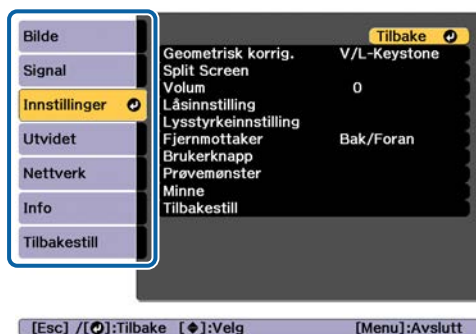 Bilde
Signal
Innstillinger
Utvidet
Nettverk
Info
Tilbakestill
Tilbake
Geometrisk korrig. V/L-Keystone
Split Screen
Volum 0
Låsinnstilling
Lysstyrkeinnstilling
Fjernmottaker Bak/Foran
Brukerknapp
Prøvemønster
Minne
Tilbakestill
[Esc] /[⏎]:Tilbake [◆]:Velg [Menu]:Avslutt